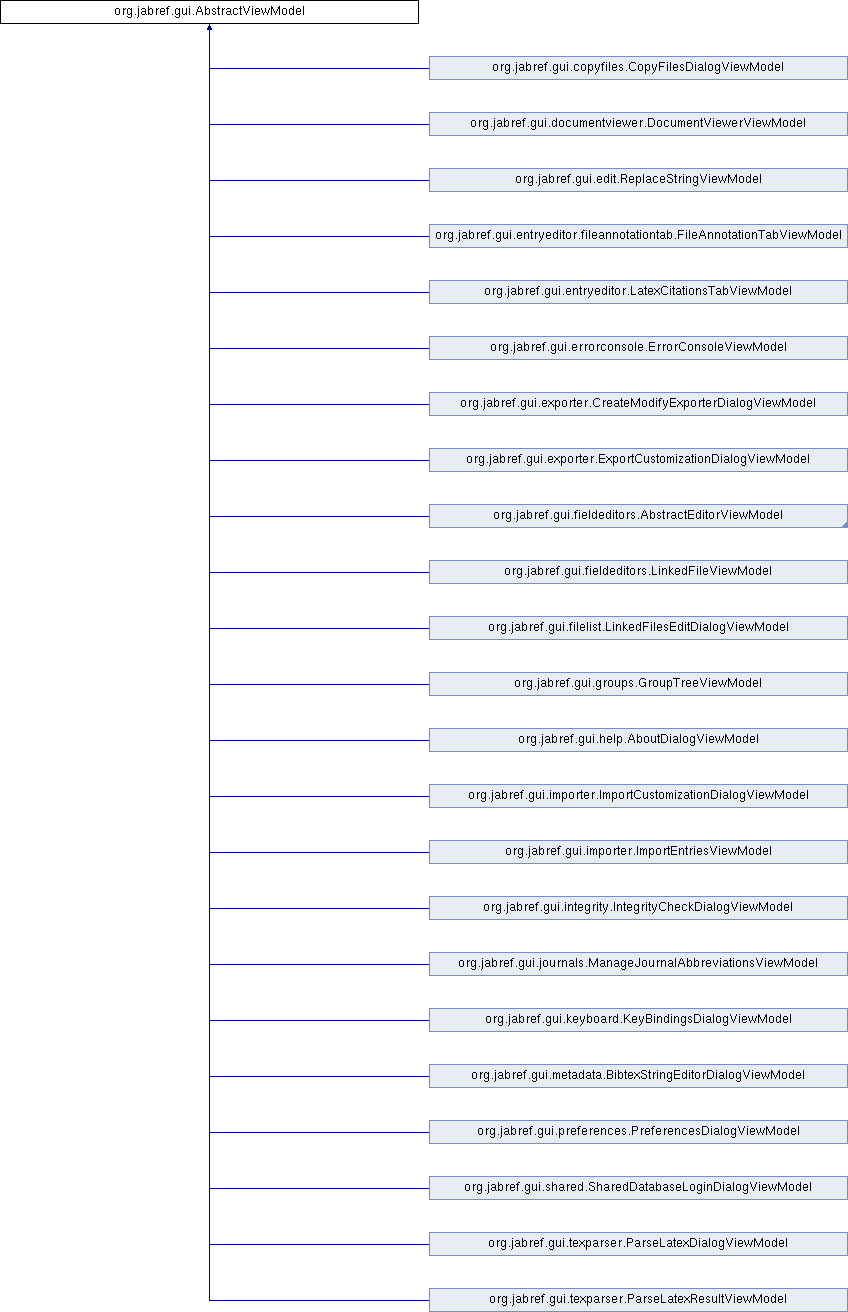 org.jabref.gui.AbstractViewModel
org.jabref.gui.copyfiles.CopyFilesDialogViewModel
org.jabref.gui.documentviewer.DocumentViewerViewModel
org.jabref.gui.edit.ReplaceStringViewModel
org.jabref.gui.entryeditor.fileannotationtab.FileAnnotationTabViewModel
org.jabref.gui.entryeditor.LatexCitationsTabViewModel
org.jabref.gui.errorconsole.ErrorConsoleViewModel
org.jabref.gui.exporter.CreateModifyExporterDialogViewModel
org.jabref.gui.exporter.ExportCustomizationDialogViewModel
org.jabref.gui.fieldeditors.AbstractEditorViewModel
org.jabref.gui.fieldeditors.LinkedFileViewModel
org.jabref.gui.filelist.LinkedFilesEditDialogViewModel
org.jabref.gui.groups.GroupTreeViewModel
org.jabref.gui.help.AboutDialogViewModel
org.jabref.gui.importer.ImportCustomizationDialogViewModel
org.jabref.gui.importer.ImportEntriesViewModel
org.jabref.gui.integrity.IntegrityCheckDialogViewModel
org.jabref.gui.journals.ManageJournalAbbreviationsViewModel
org.jabref.gui.keyboard.KeyBindingsDialogViewModel
org.jabref.gui.metadata.BibtexStringEditorDialogViewModel
org.jabref.gui.preferences.PreferencesDialogViewModel
org.jabref.gui.shared.SharedDatabaseLoginDialogViewModel
org.jabref.gui.texparser.ParseLatexDialogViewModel
org.jabref.gui.texparser.ParseLatexResultViewModel